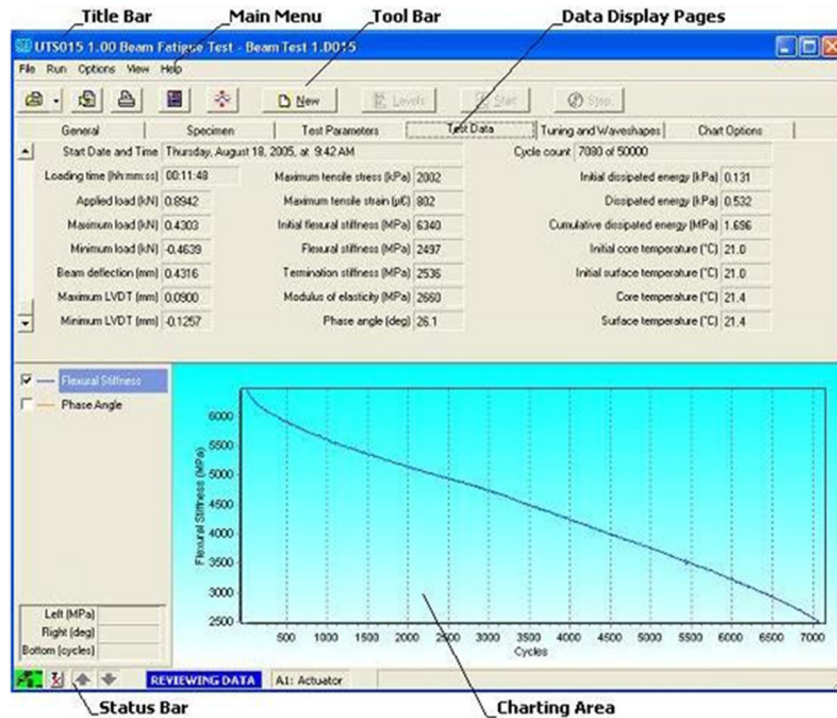 Title Bar Main Menu Tool Bar Data Display Pages
UTS015 1.00 Beam Fatigue Test - BeamTest 1.D015
File Run Options View Help
New Levels Start Stop
General Specimen Test Parameters Test Data Tuning and Waveshapes Chart Options
Start Date and Time Thursday, August 18, 2005, at 9:42 AM Cycle count 7080 of 50000
Loading time (hh:mm:ss) 00:11:48 Maximum tensile stress (kPa) 2002 Initial dissipated energy (kPa) 0.131
Applied load (kN) 0.8942 Maximum tensile strain (µ€) 802 Dissipated energy (kPa) 0.532
Maximum load (kN) 0.4303 Initial flexural stiffness (MPa) 6340 Cumulative dissipated energy (MPa) 1.696
Minimum load (kN) -0.4639 Flexural stiffness (MPa) 2497 Initial core temperature (°C) 21.0
Beam deflection (mm) 0.4316 Termination stiffness (MPa) 2536 Initial surface temperature (°C) 21.0
Maximum LVDT (mm) 0.0900 Modulus of elasticity (MPa) 2660 Core temperature (°C) 21.4
Minimum LVDT (mm) -0.1257 Phase angle (deg) 26.1 Surface temperature (°C) 21.4
Flexural Stiffness
Phase Angle
Flexural Stiffness (MPa)
6000
5500
5000
4500
4000
3500
3000
2500
500 1000 1500 2000 2500 3000 3500 4000 4500 5000 5500 6000 6500 7000
Cycles
Left (MPa)
Right (deg)
Bottom (cycles)
REVIEWING DATA A1: Actuator
Status Bar Charting Area